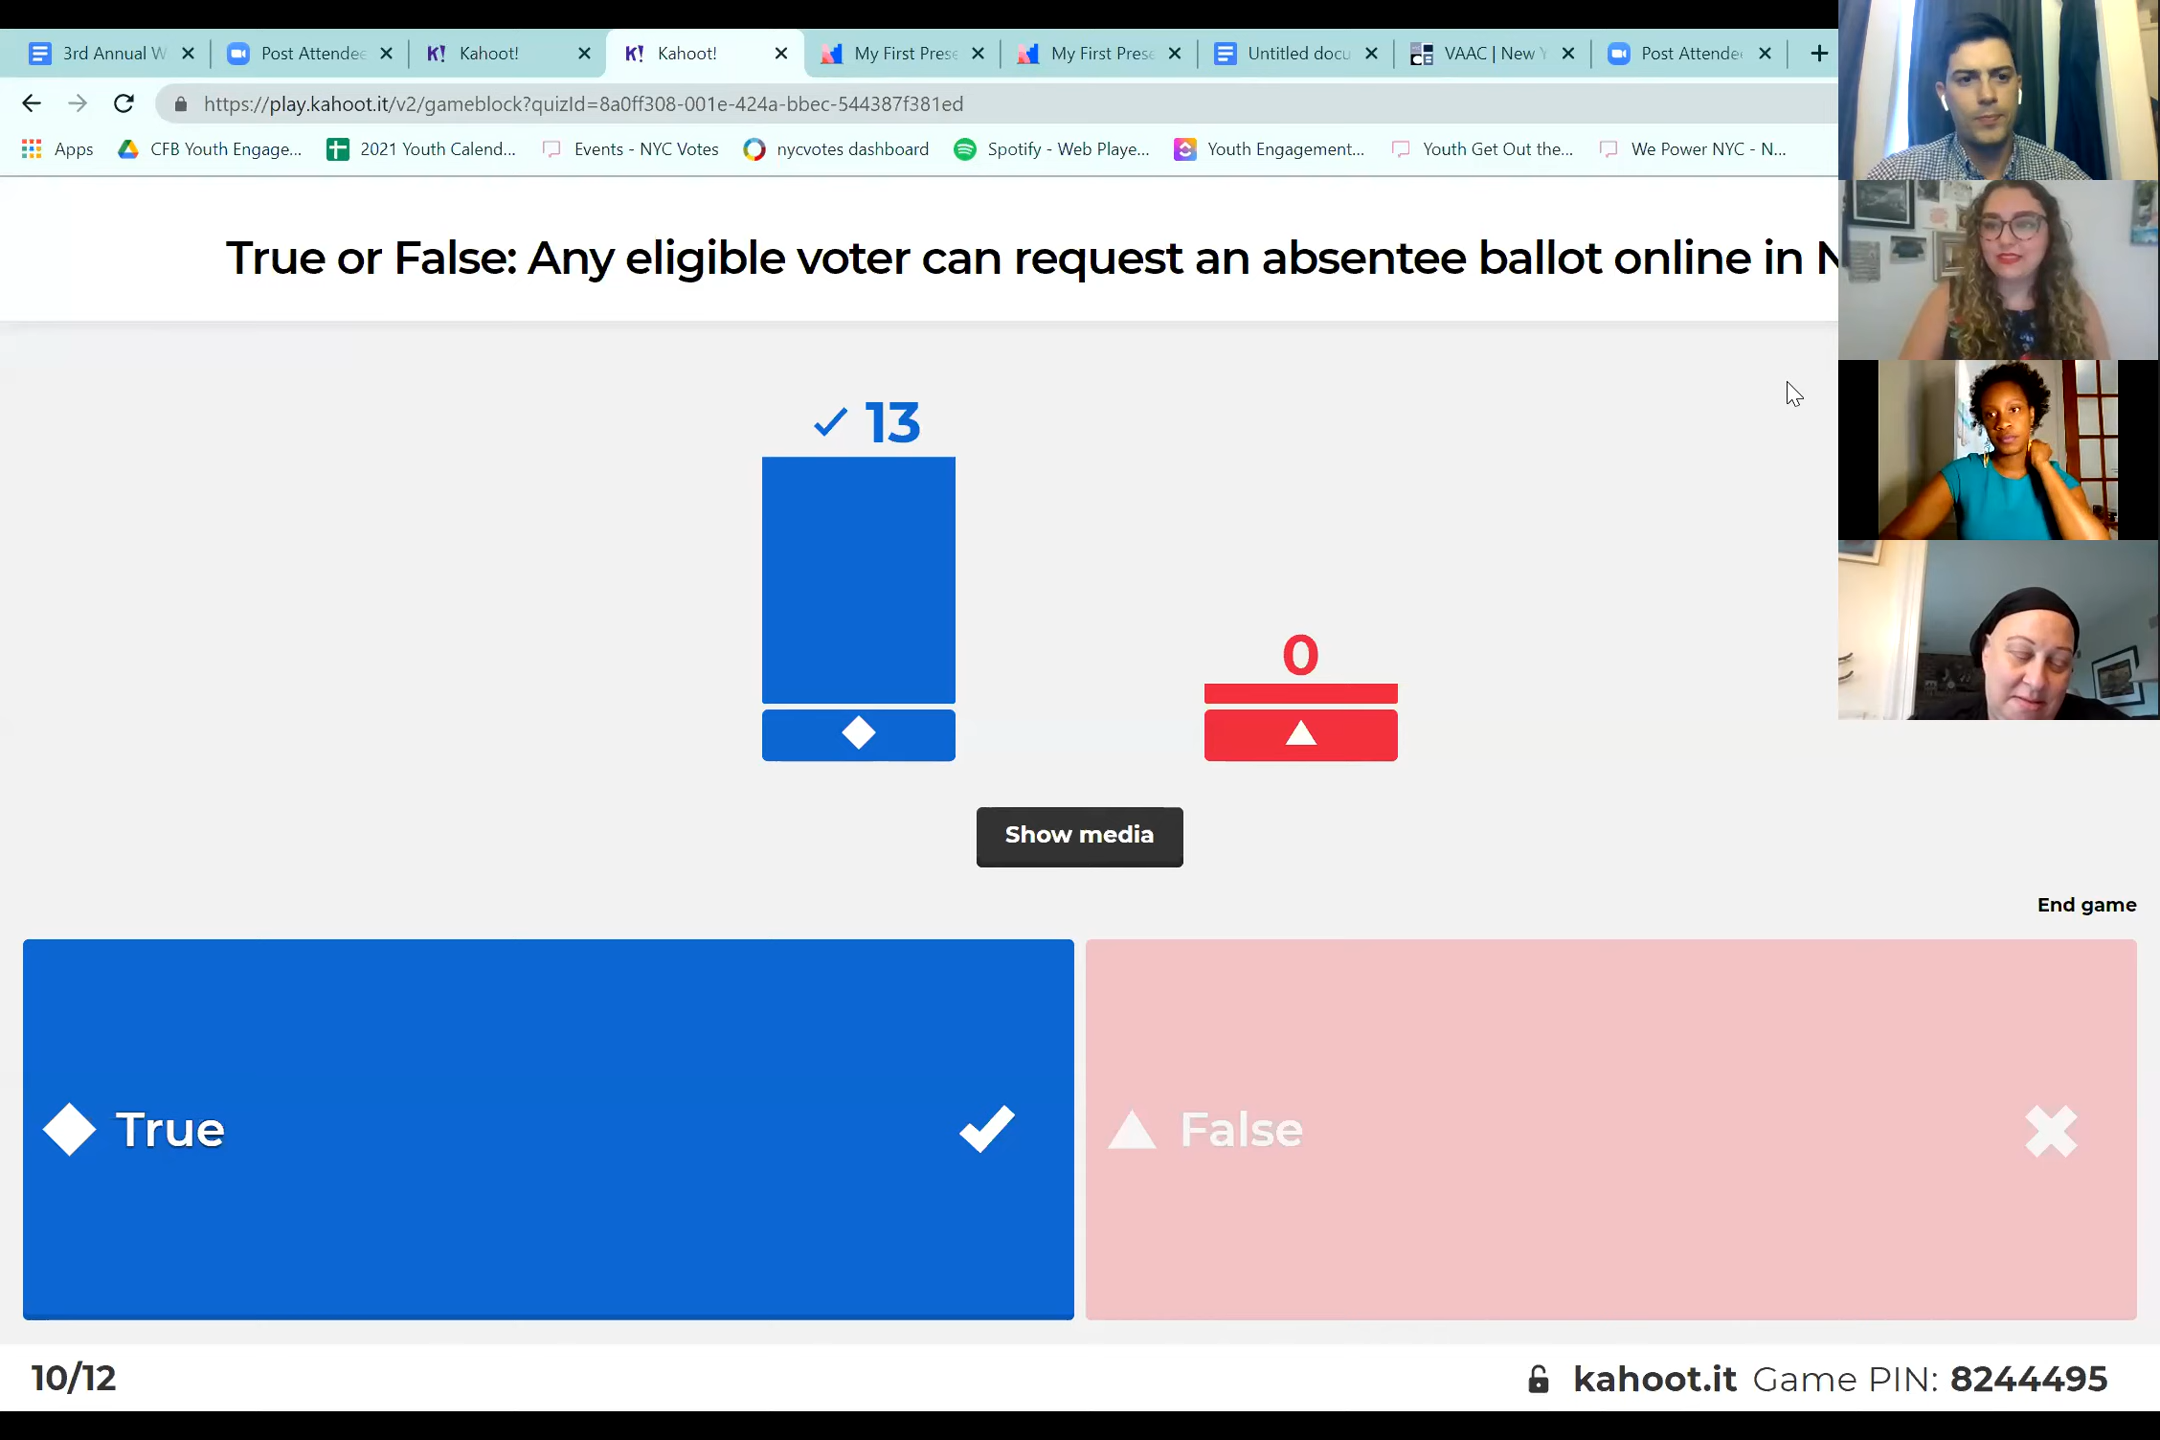 3rd Annual W
Post Attendee
K! Kahoot!
K! Kahoot!
My First Prese
My First Prese
Untitled docu
VAAC | New Y
Post Attendee
https://play.kahoot.it/v2/gameblock?quizId=8a0ff308-001e-424a-bbec-544387f381ed
Apps
CFB Youth Engage...
2021 Youth Calend...
Events - NYC Votes
nycvotes dashboard
Spotify - Web Playe...
Youth Engagement...
Youth Get Out the...
We Power NYC - N...
True or False: Any eligible voter can request an absentee ballot online in N
13
0
Show media
End game
True
False
10/12
kahoot.it Game PIN: 8244495